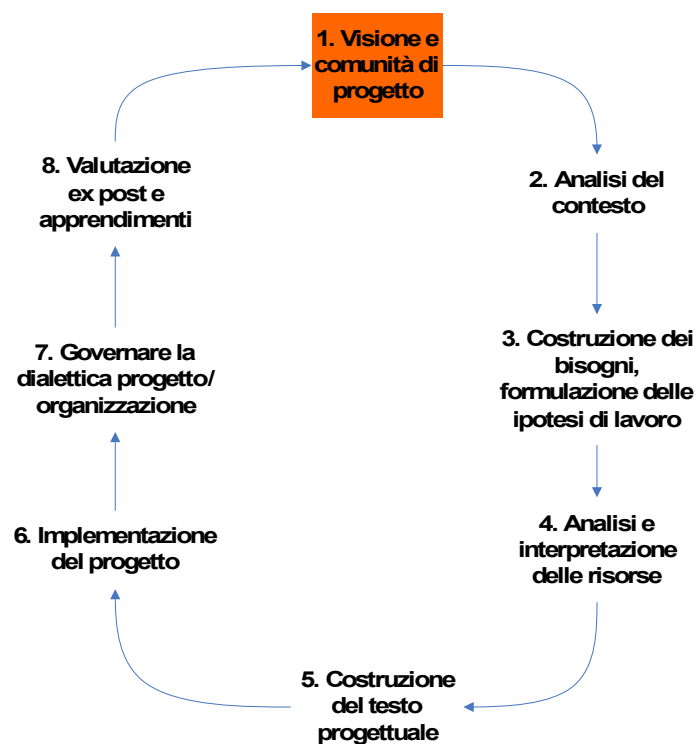 1. Visione e
comunità di
progetto
2. Analisi del
contesto
3. Costruzione dei
bisogni,
formulazione delle
ipotesi di lavoro
4. Analisi e
interpretazione
delle risorse
5. Costruzione
del testo
progettuale
6. Implementazione
del progetto
7. Governare la
dialettica progetto/
organizzazione
8. Valutazione
ex post e
apprendimenti